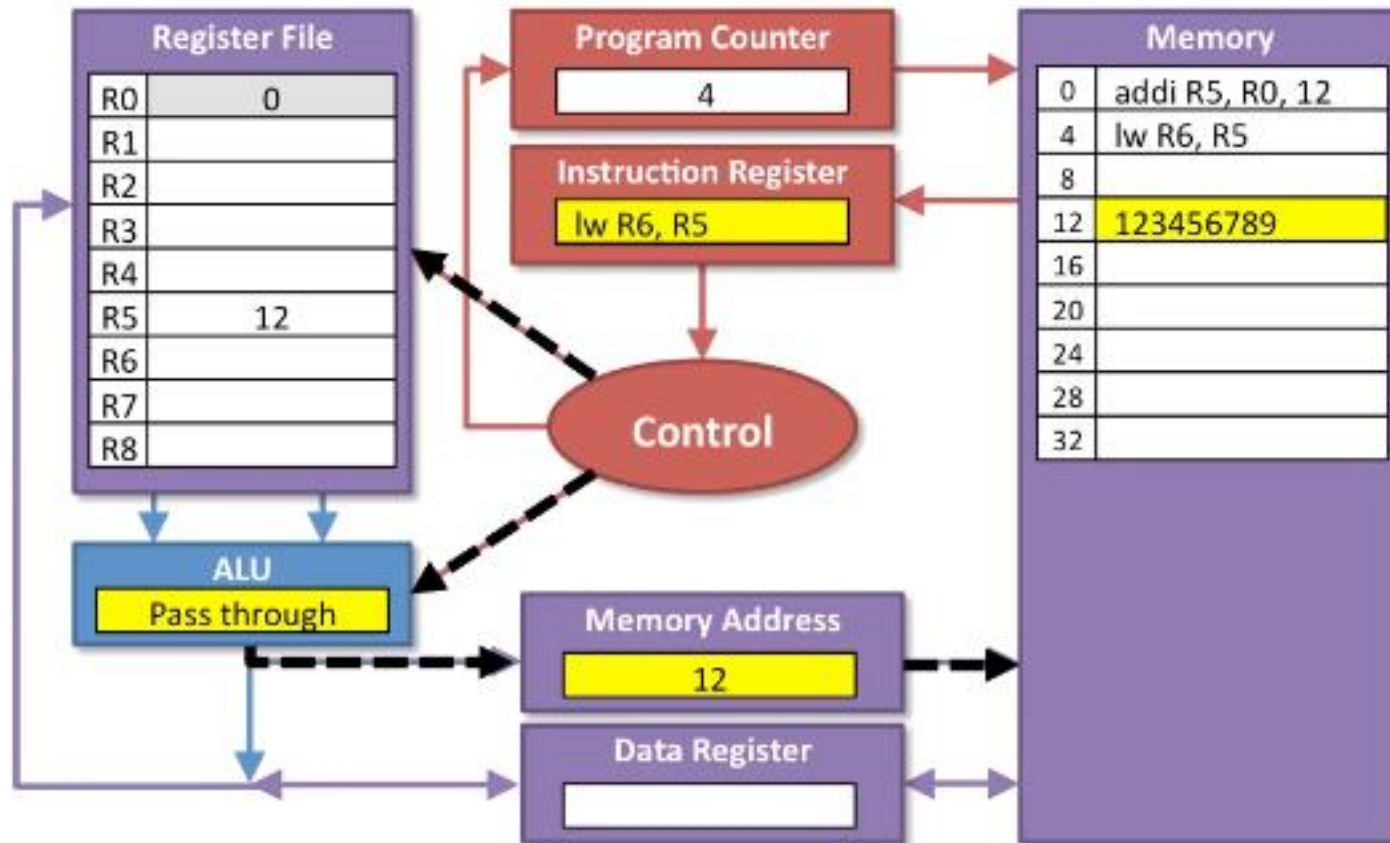 Register File
R0 0
R1
R2
R3
R4
R5 12
R6
R7
R8
Program Counter
4
Instruction Register
lw R6, R5
Control
Memory
0 addi R5, R0, 12
4 lw R6, R5
8
12 123456789
16
20
24
28
32
ALU
Pass through
Memory Address
12
Data Register